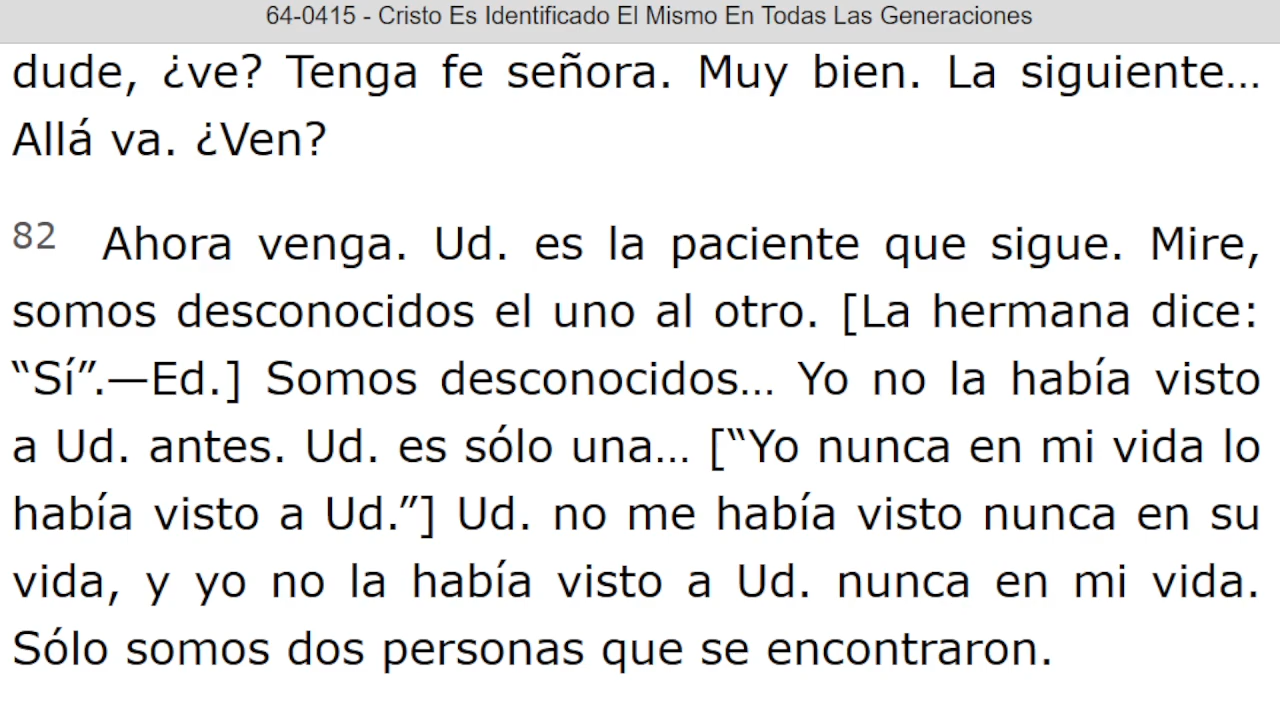 64-0415 - Cristo Es Identificado El Mismo En Todas Las Generaciones
dude, ¿ve? Tenga fe señora. Muy bien. La siguiente…
Allá va. ¿Ven?
82 Ahora venga. Ud. es la paciente que sigue. Mire,
somos desconocidos el uno al otro. [La hermana dice:
“Sí”.—Ed.] Somos desconocidos… Yo no la había visto
a Ud. antes. Ud. es sólo una… [“Yo nunca en mi vida lo
había visto a Ud.”] Ud. no me había visto nunca en su
vida, y yo no la había visto a Ud. nunca en mi vida.
Sólo somos dos personas que se encontraron.